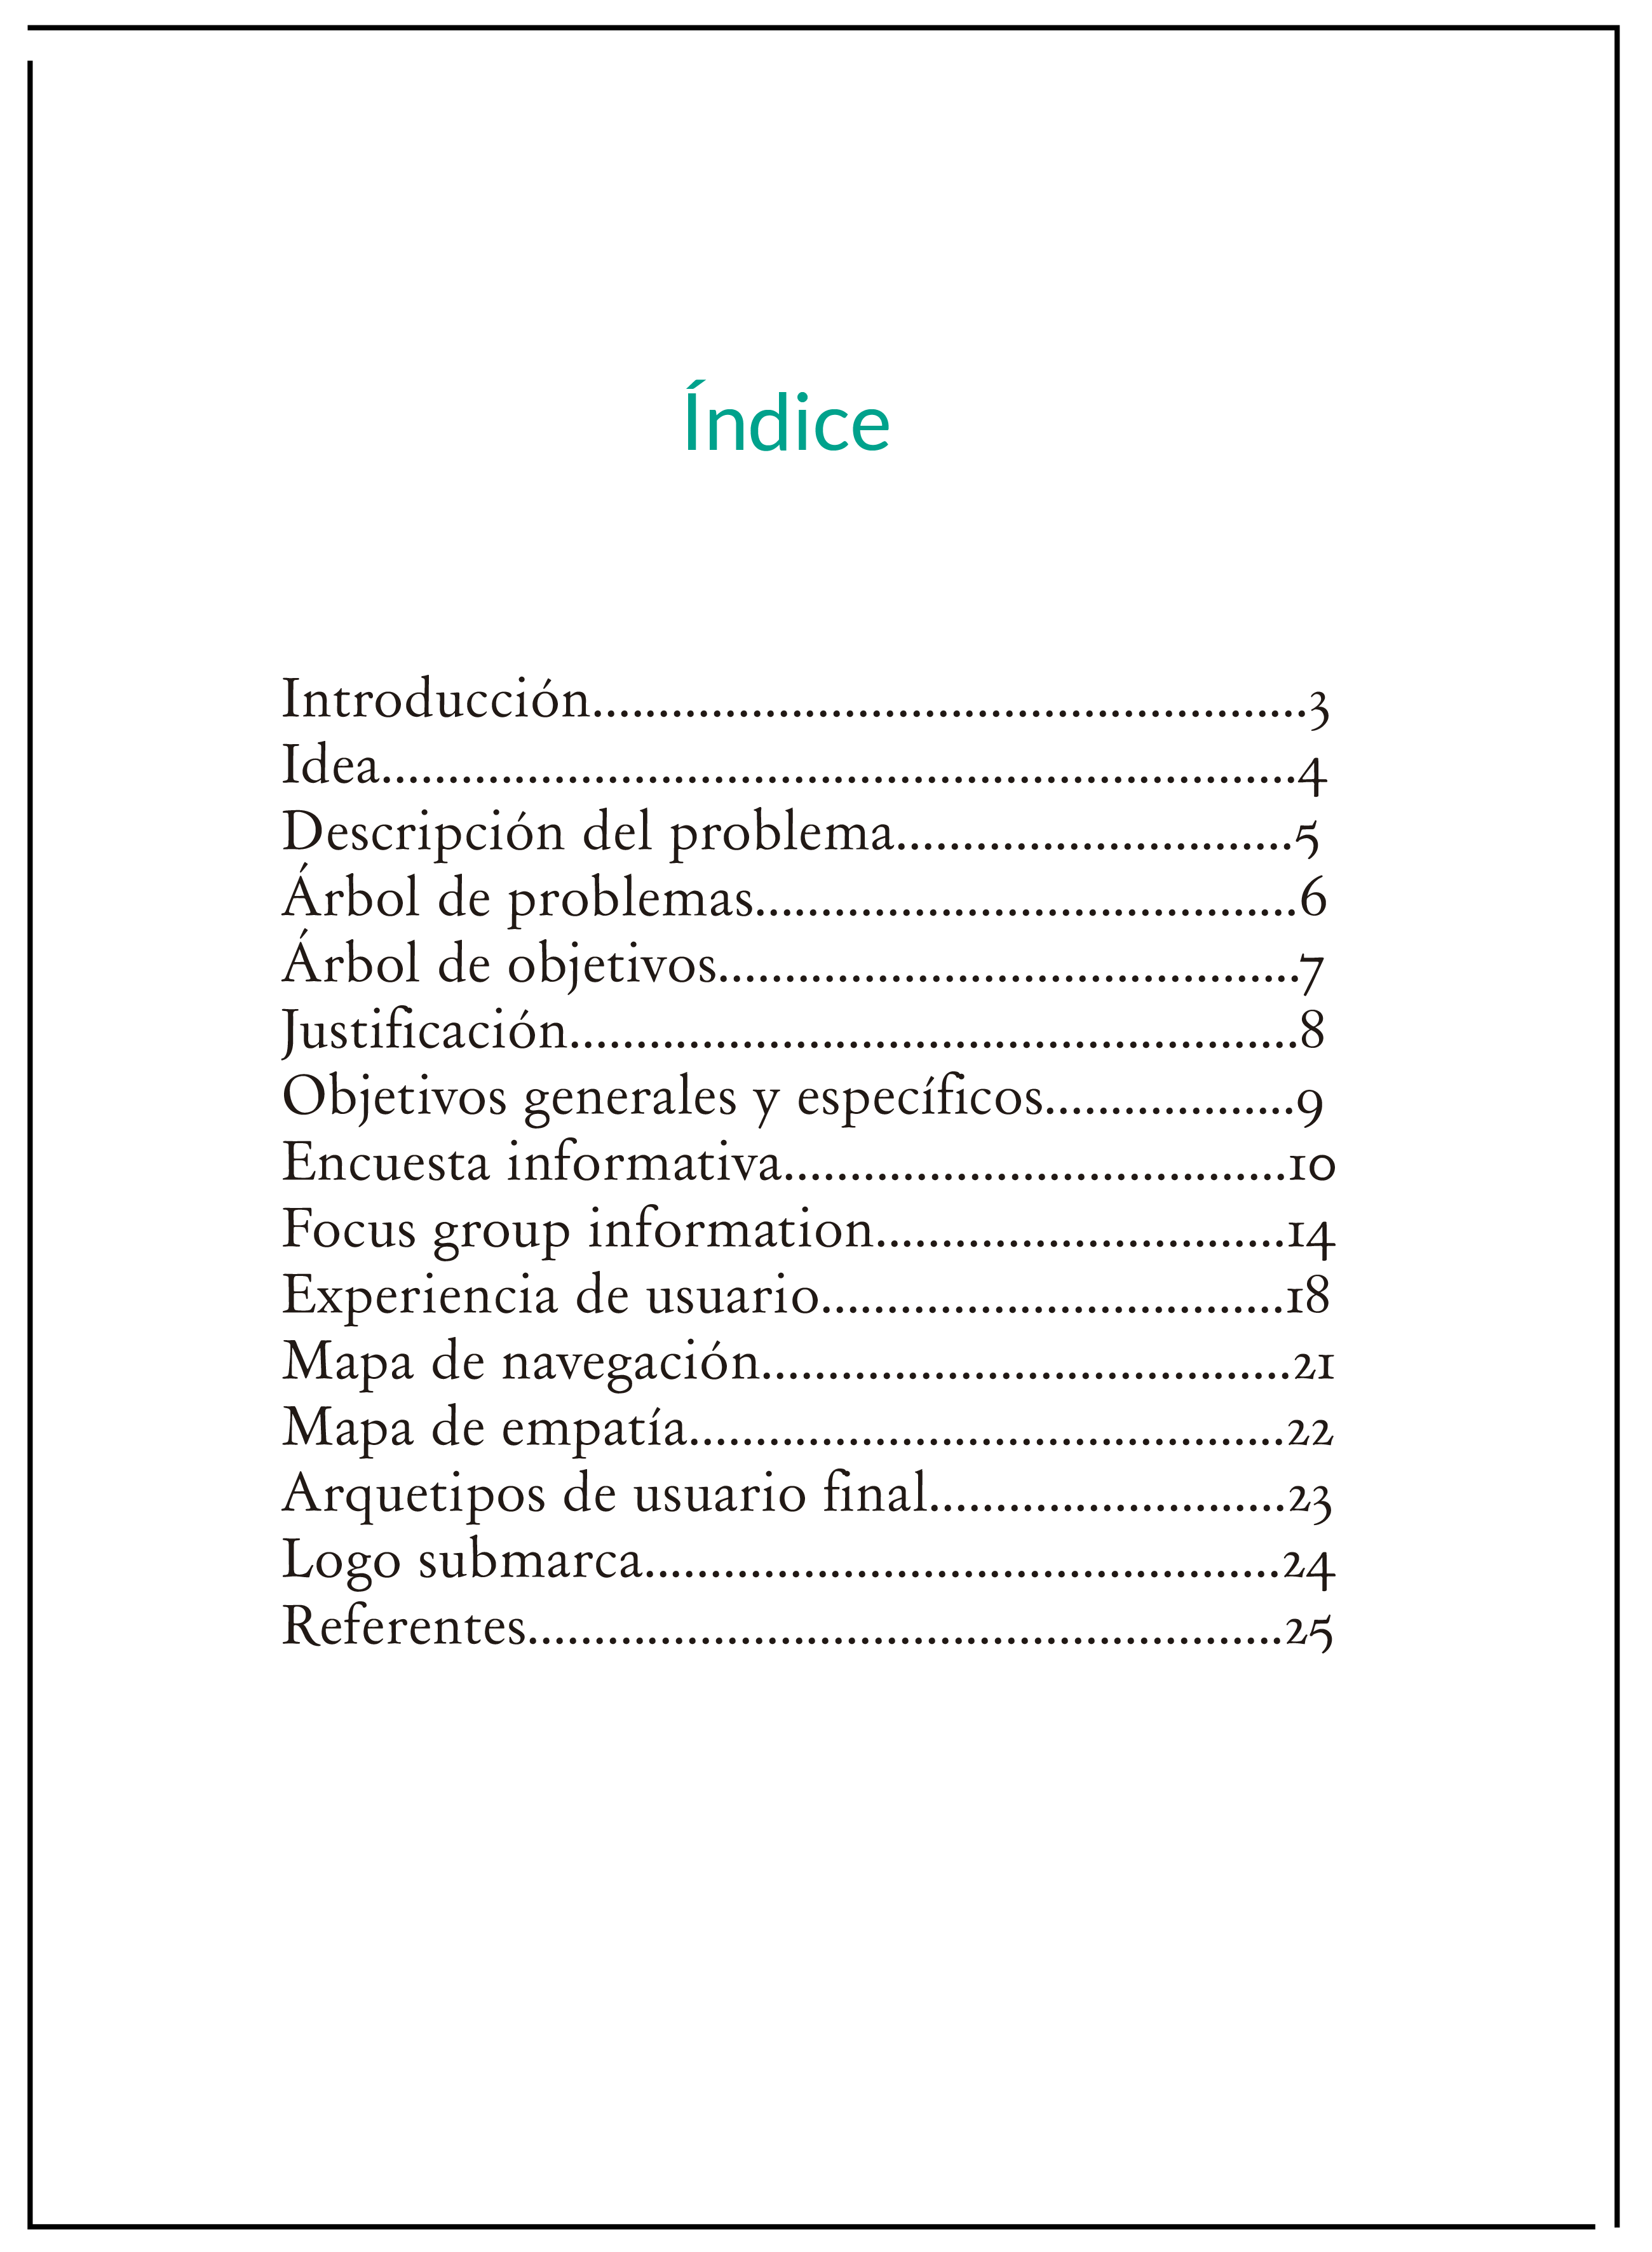 Índice
Introducción......................................................3
Idea.....................................................................4
Descripción del problema..............................5
Árbol de problemas.........................................6
Árbol de objetivos............................................7
Justificación.......................................................8
Objetivos generales y específicos...................9
Encuesta informativa......................................10
Focus group information...............................14
Experiencia de usuario...................................18
Mapa de navegación........................................21
Mapa de empatía.............................................22
Arquetipos de usuario final...........................23
Logo submarca................................................24
Referentes.........................................................25